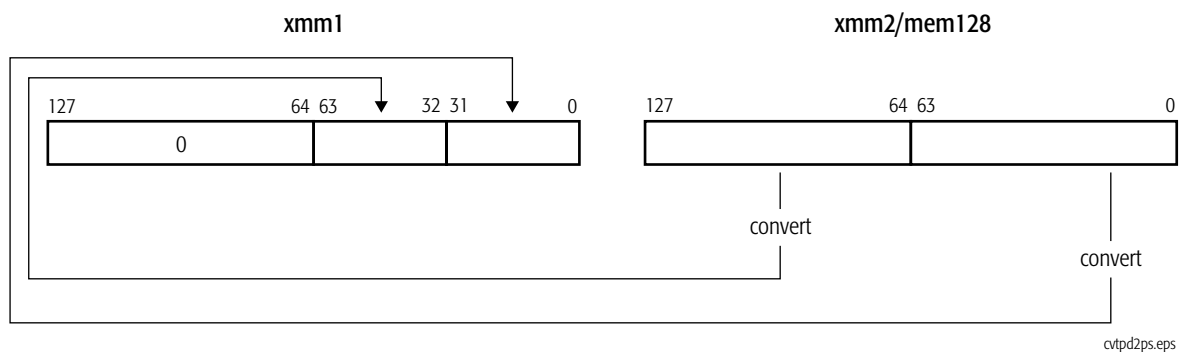 xmm1 xmm2/mem128
127 64 63 32 31 0 127 64 63 0
0
convert
convert
cvtpd2ps.eps